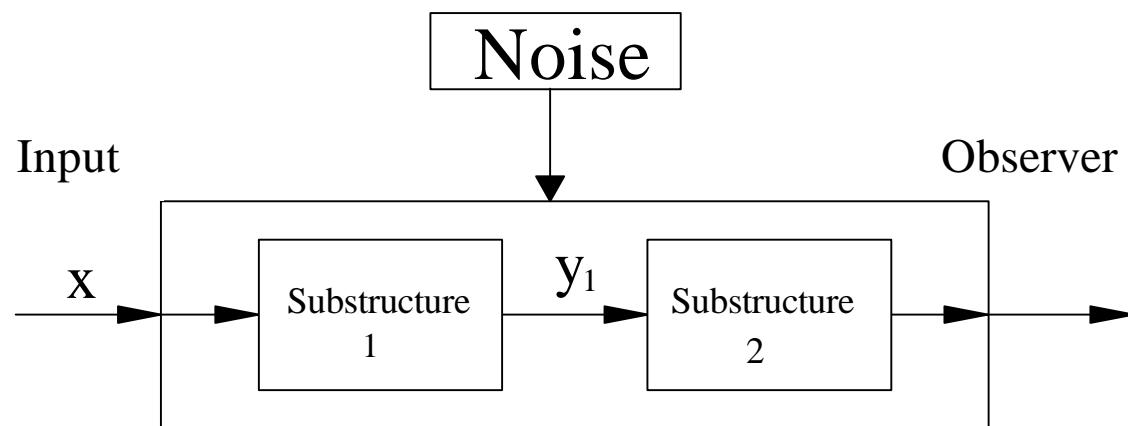 Noise
Input
Observer
x
y₁
Substructure
1
Substructure
2